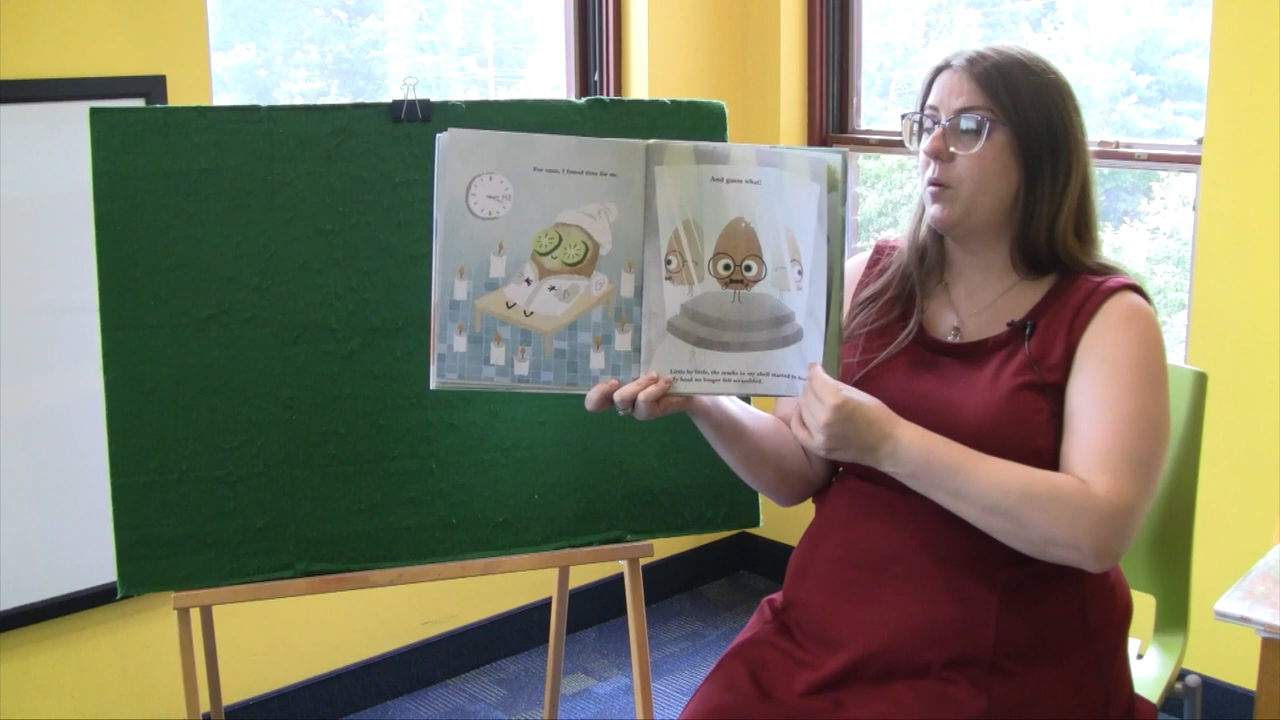 For once, I found time for me.
ME
And guess what?
Little by little, the cracks in my shell started to
My head no longer felt scrambled.